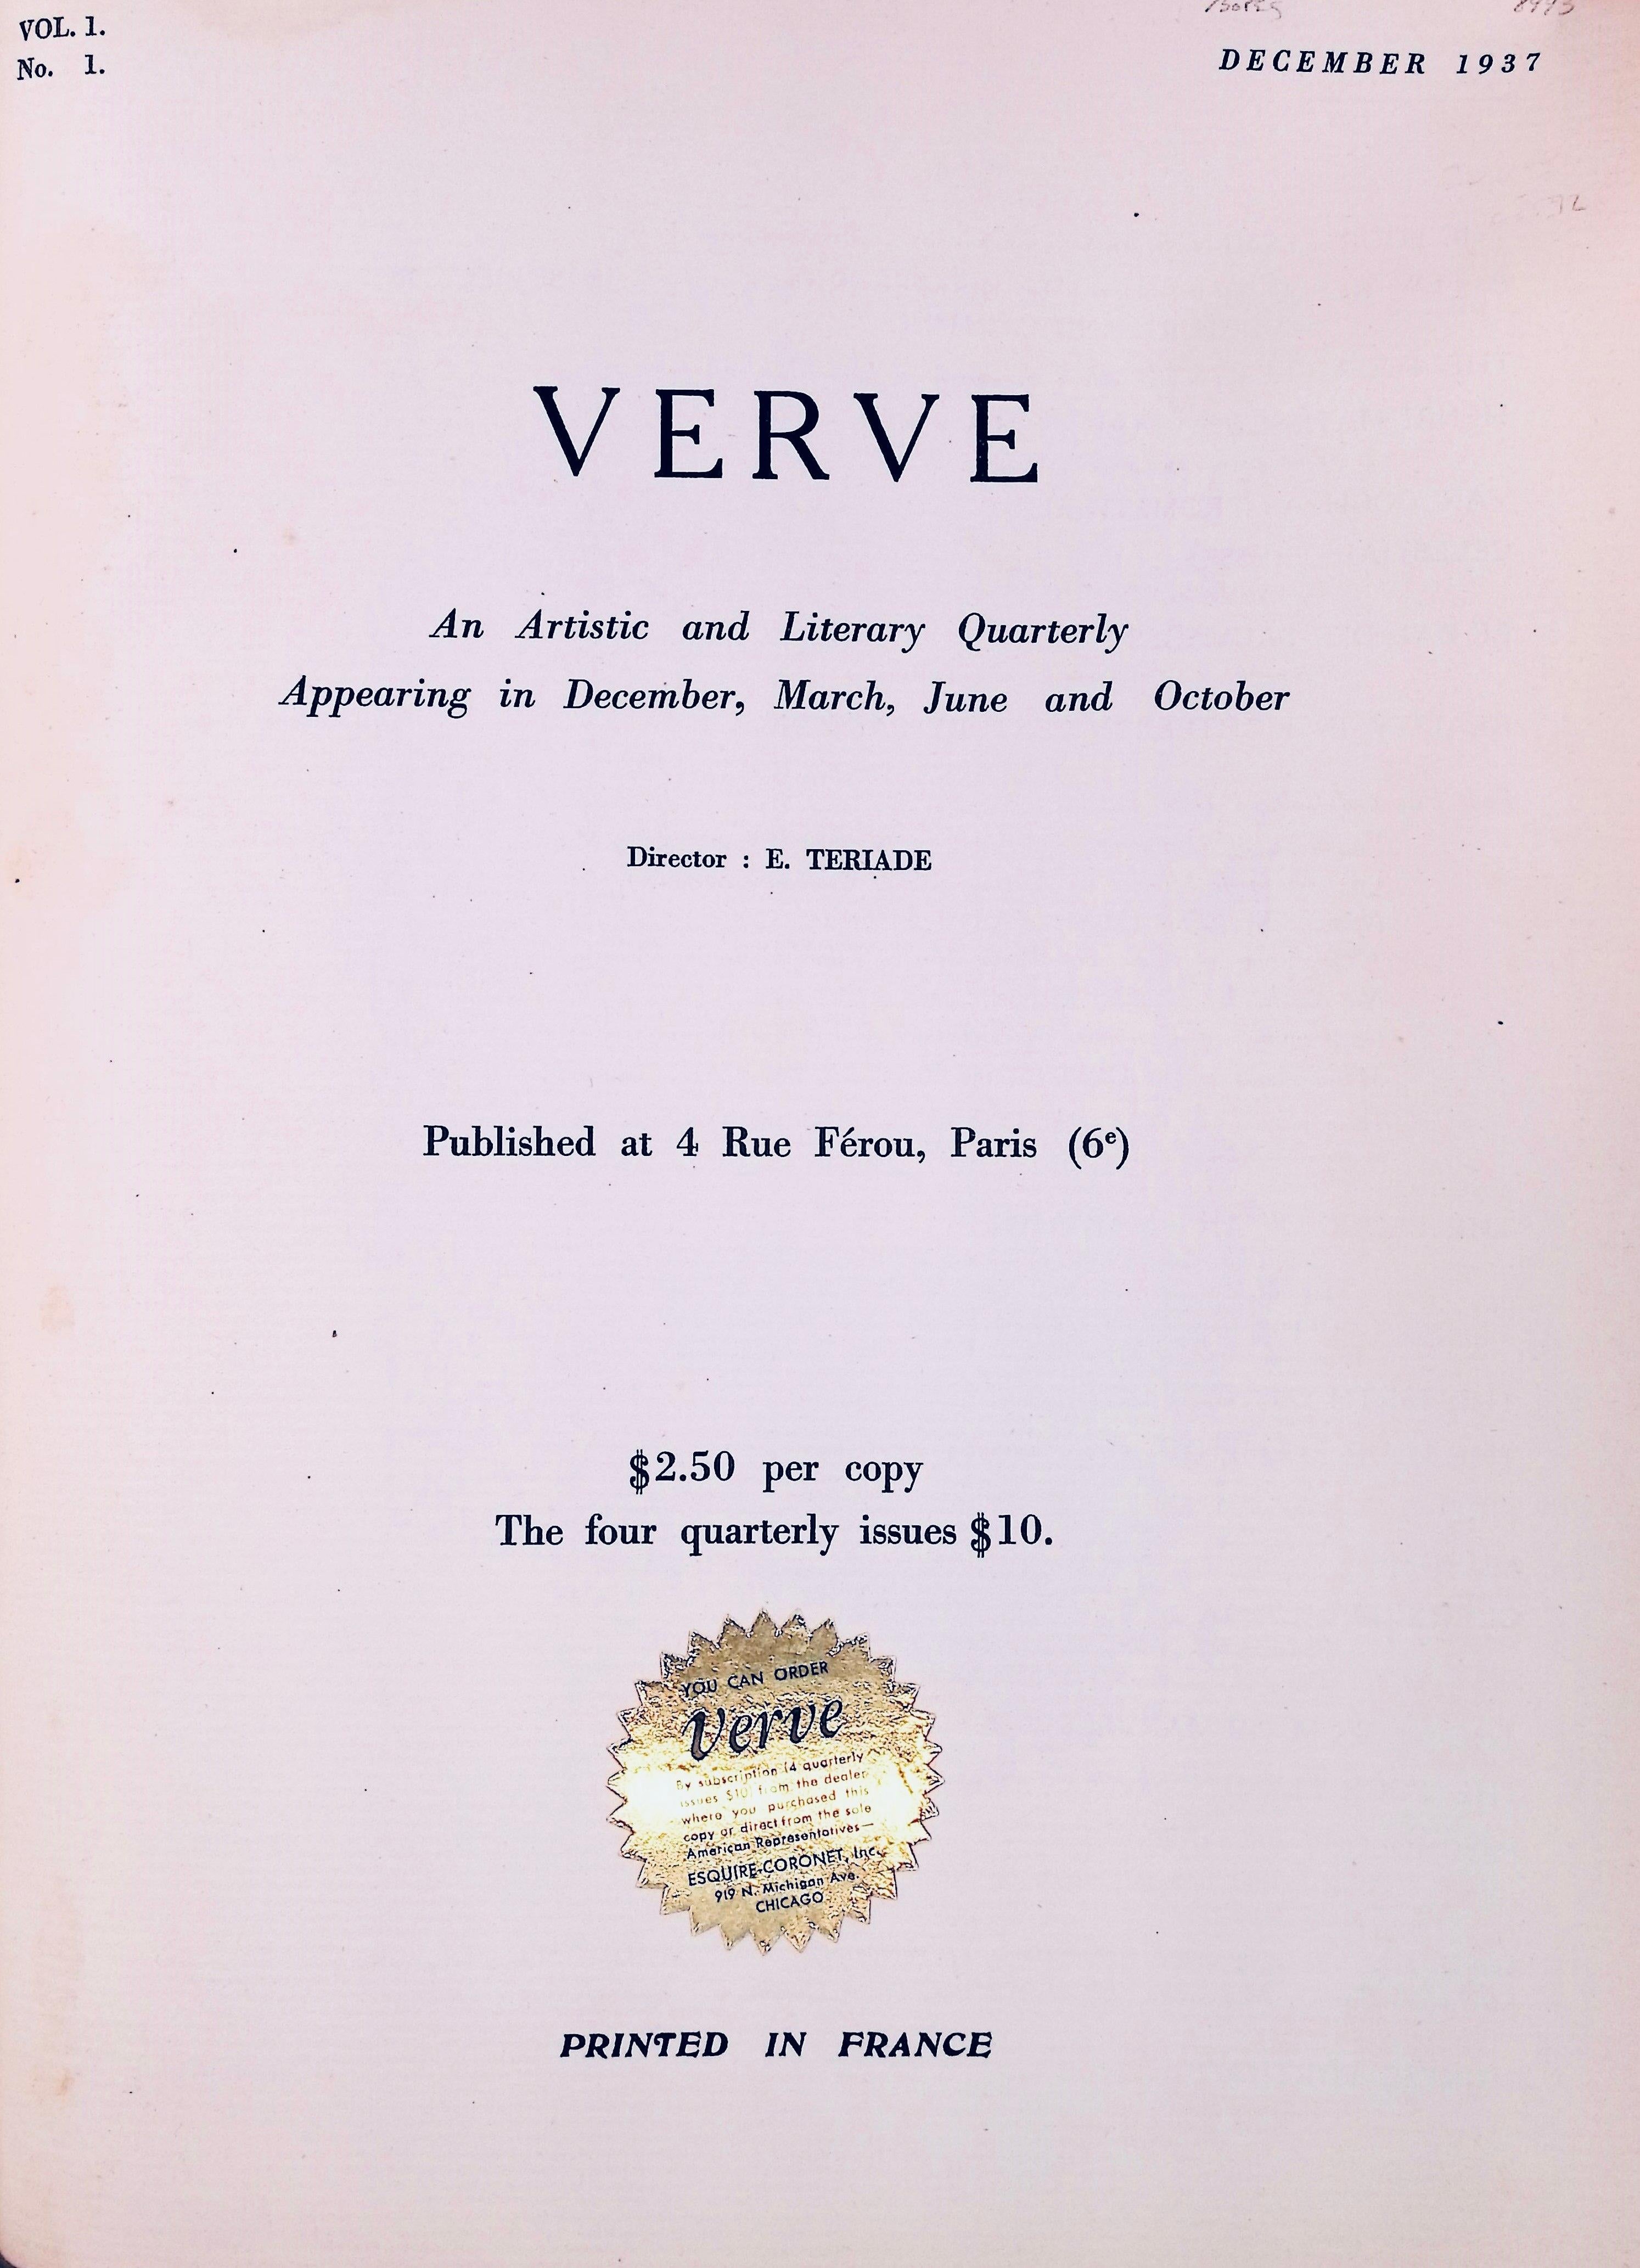 VOL. 1.
No. 1.
DECEMBER 1937
VERVE
An Artistic and Literary Quarterly
Appearing in December, March, June and October
Director : E. TERIADE
Published at 4 Rue Férou, Paris (6ᵉ)
$2.50 per copy
The four quarterly issues $10.
YOU CAN ORDER
Verve
By subscription (4 quarterly
issues $10) from the dealer
where you purchased this
copy or direct from the sole
American Representatives—
ESQUIRE-CORONET, Inc.
919 N. Michigan Ave.
CHICAGO
PRINTED IN FRANCE